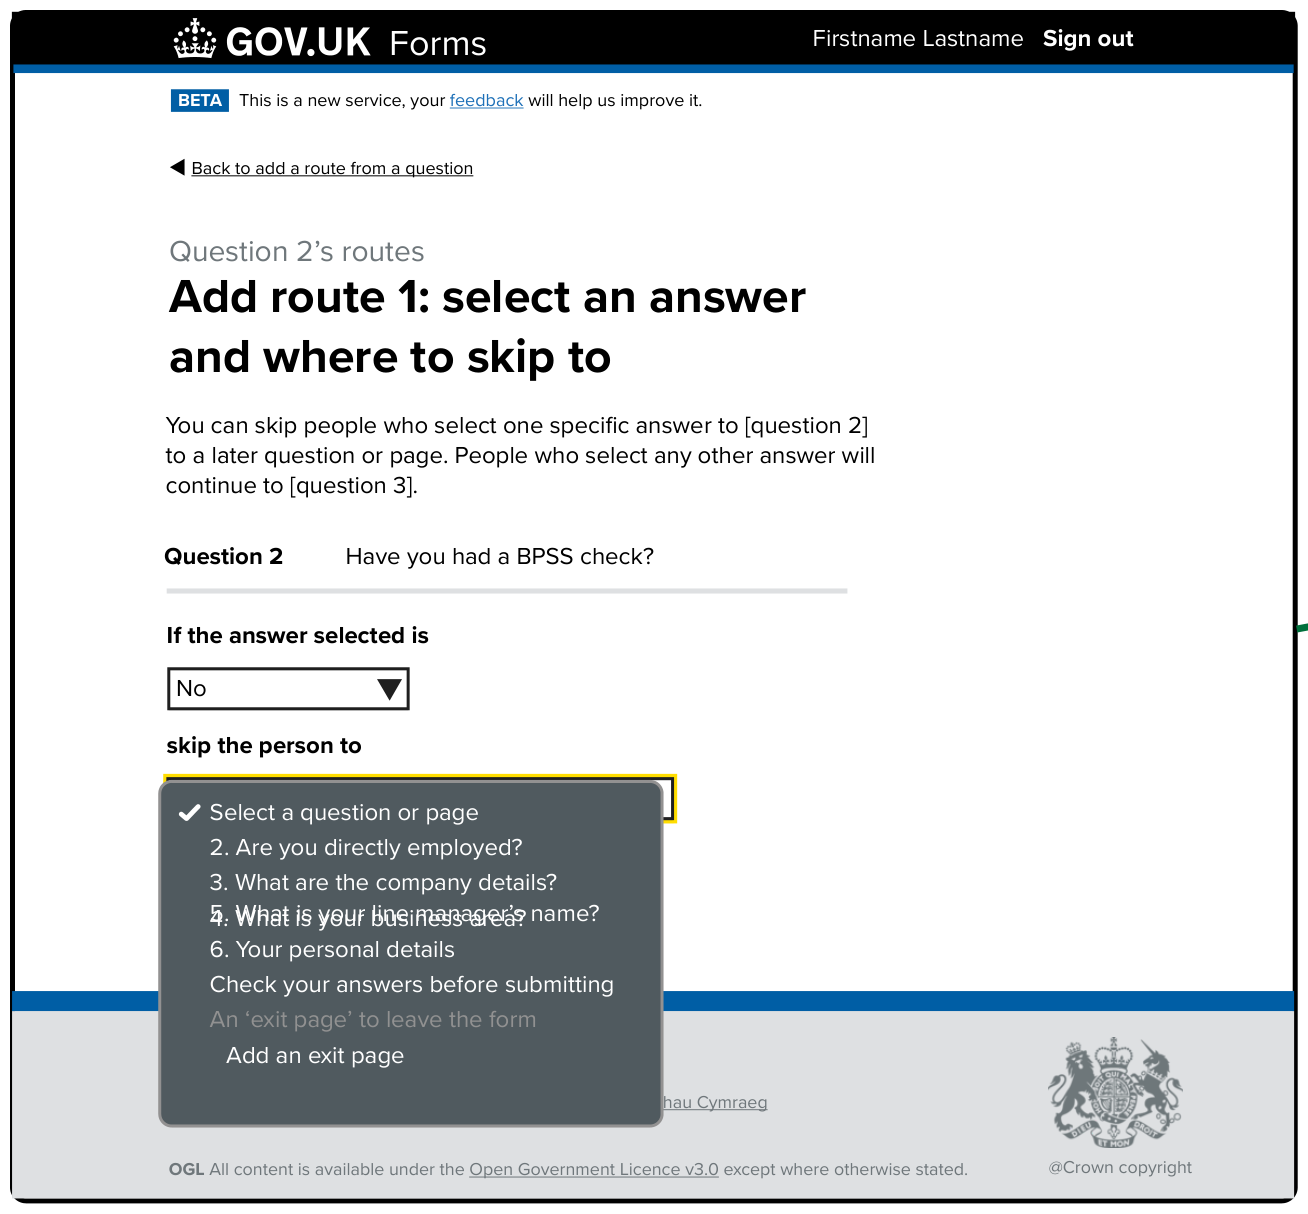 GOV.UK Forms
Firstname Lastname Sign out
BETA This is a new service, your feedback will help us improve it.
Back to add a route from a question
Question 2’s routes
Add route 1: select an answer
and where to skip to
You can skip people who select one specific answer to [question 2]
to a later question or page. People who select any other answer will
continue to [question 3].
Question 2 Have you had a BPSS check?
If the answer selected is
No
skip the person to
Select a question or page
2. Are you directly employed?
3. What are the company details?
4. What is your business area?
5. What is your line manager’s name?
6. Your personal details
Check your answers before submitting
An ‘exit page’ to leave the form
Add an exit page
hau Cymraeg
OGL All content is available under the Open Government Licence v3.0 except where otherwise stated.
@Crown copyright